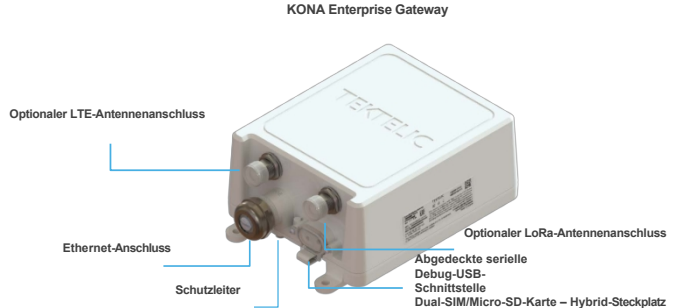 KONA Enterprise Gateway
Optionaler LTE-Antennenanschluss
TEKTELIC
Ethernet-Anschluss
Schutzleiter
Optionaler LoRa-Antennenanschluss
Abgedeckte serielle
Debug-USB-
Schnittstelle
Dual-SIM/Micro-SD-Karte – Hybrid-Steckplatz